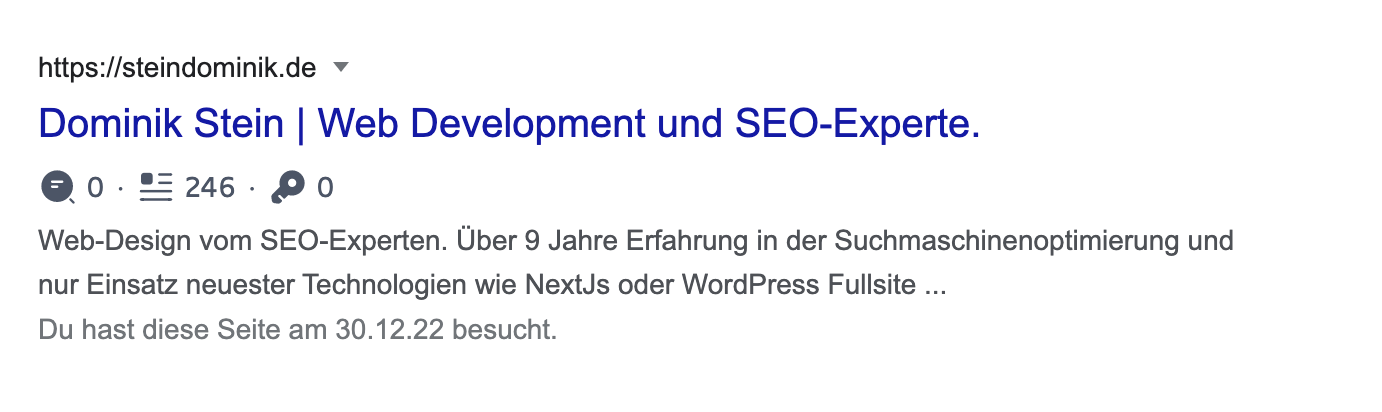 https://steindominik.de
Dominik Stein | Web Development und SEO-Experte.
0 · 246 · 0
Web-Design vom SEO-Experten. Über 9 Jahre Erfahrung in der Suchmaschinenoptimierung und
nur Einsatz neuester Technologien wie NextJs oder WordPress Fullsite ...
Du hast diese Seite am 30.12.22 besucht.